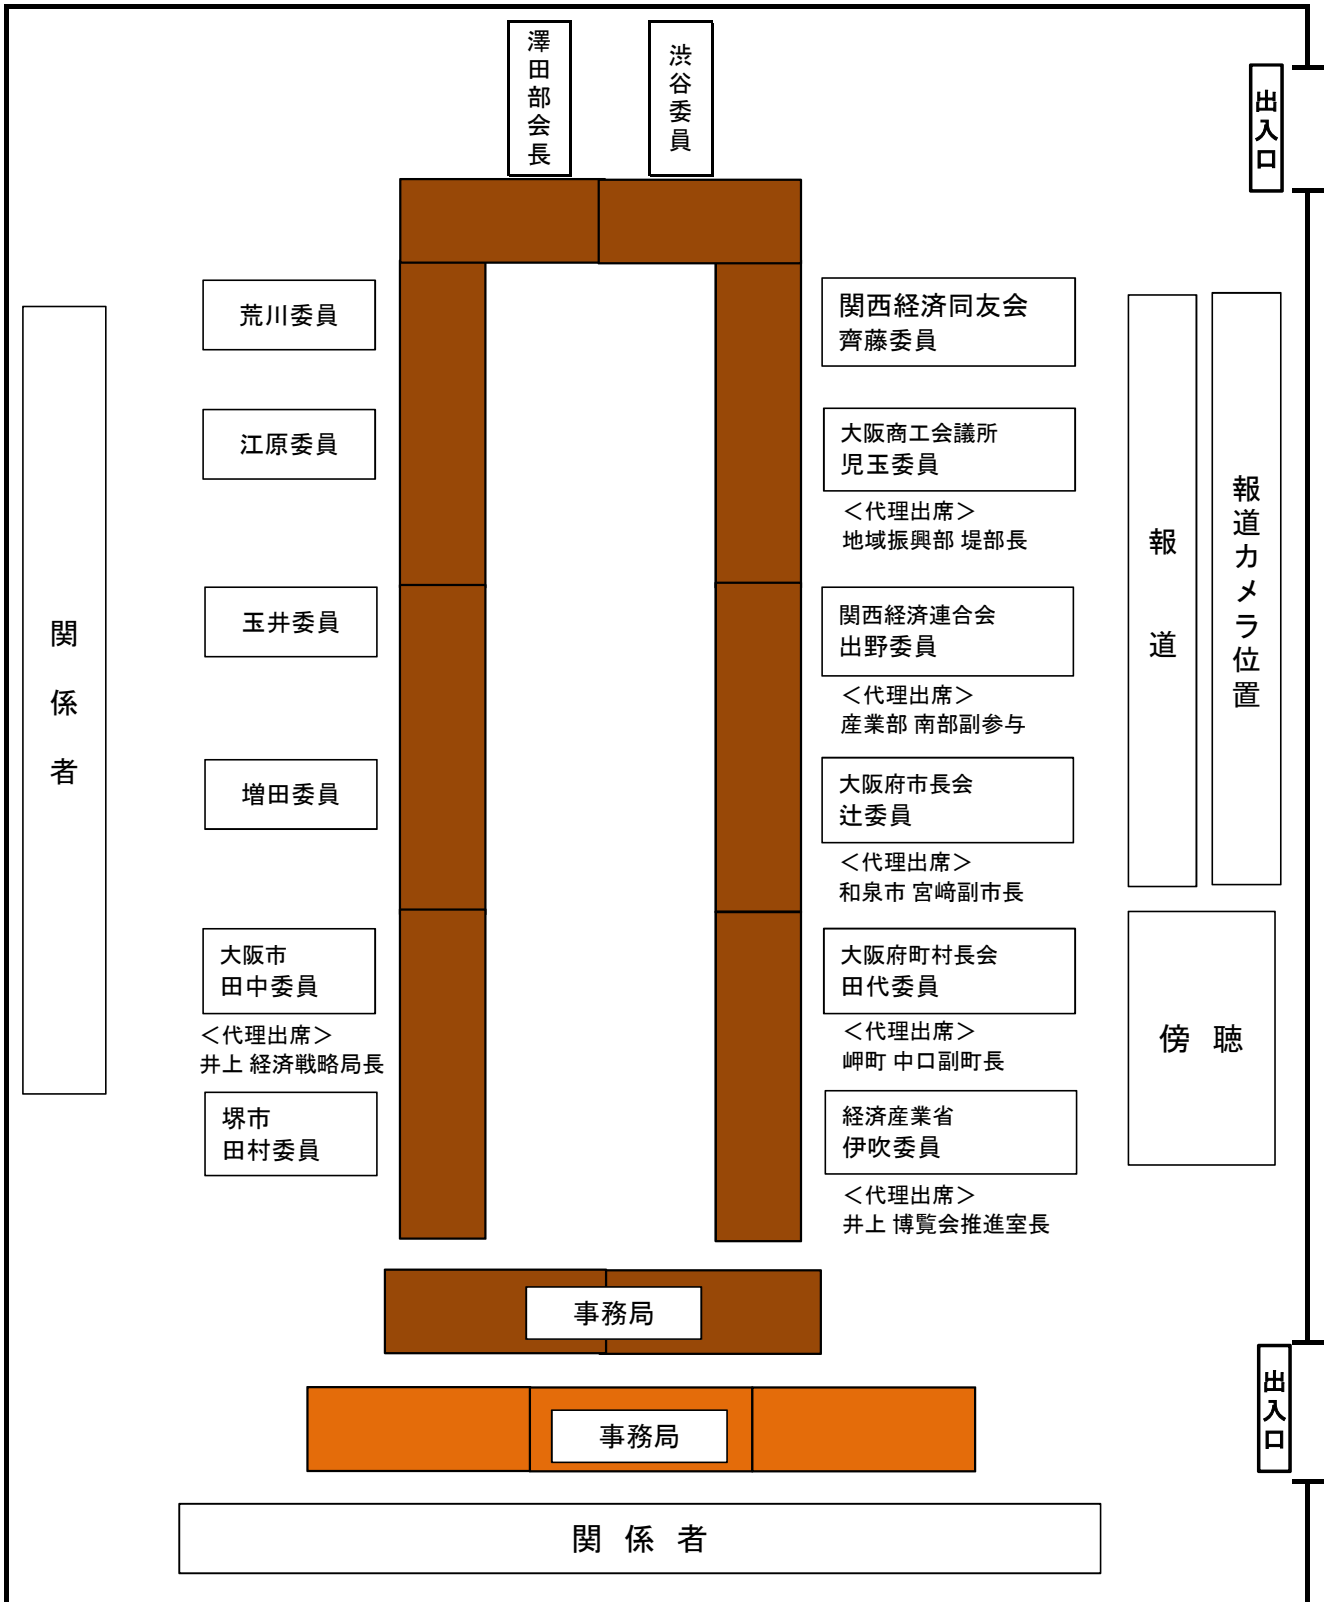 澤田部会長
渋谷委員
出入口
荒川委員
江原委員
玉井委員
増田委員
大阪市
田中委員
＜代理出席＞
井上 経済戦略局長
堺市
田村委員
関西経済同友会
齊藤委員
大阪商工会議所
児玉委員
＜代理出席＞
地域振興部 堤部長
関西経済連合会
出野委員
＜代理出席＞
産業部 南部副参与
大阪府市長会
辻委員
＜代理出席＞
和泉市 宮﨑副市長
大阪府町村長会
田代委員
＜代理出席＞
岬町 中口副町長
経済産業省
伊吹委員
＜代理出席＞
井上 博覧会推進室長
関係者
報道
報道カメラ位置
傍 聴
事務局
事務局
出入口
関 係 者